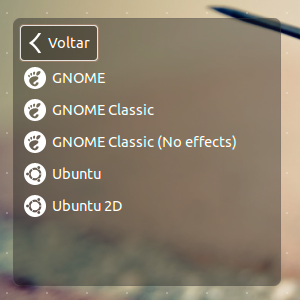 Voltar
GNOME
GNOME Classic
GNOME Classic (No effects)
Ubuntu
Ubuntu 2D